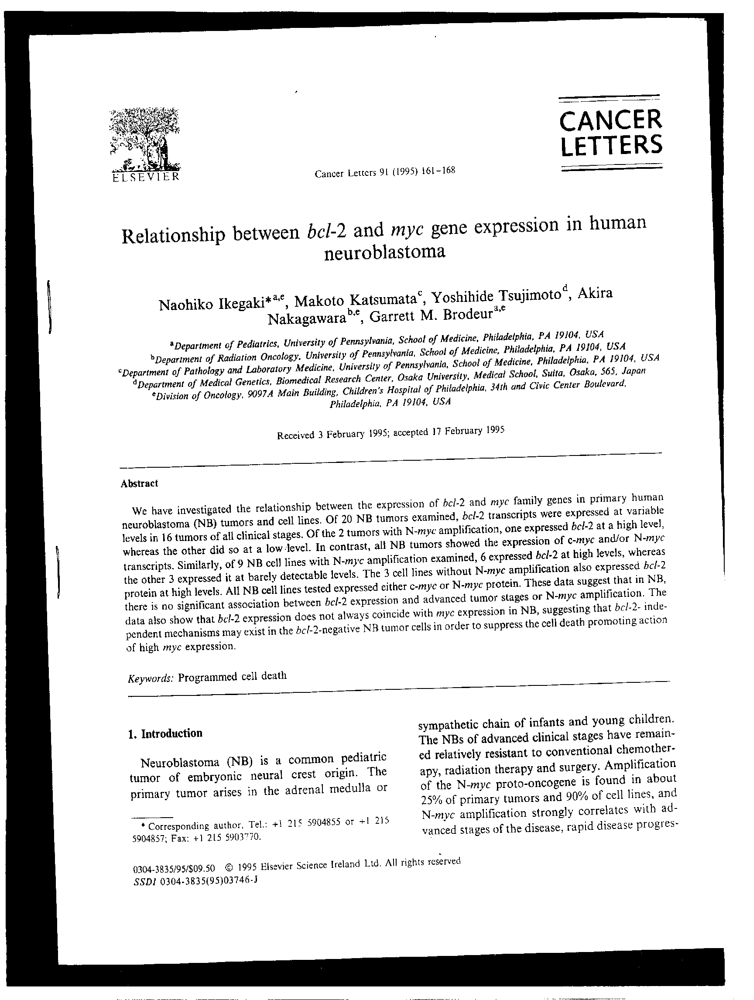 ELSEVIER
CANCER
LETTERS
Cancer Letters 91 (1995) 161-168
Relationship between bcl-2 and myc gene expression in human
neuroblastoma
Naohiko Ikegaki*a,e, Makoto Katsumatac, Yoshihide Tsujimotod, Akira
Nakagawarab,e, Garrett M. Brodeura,e
aDepartment of Pediatrics, University of Pennsylvania, School of Medicine, Philadelphia, PA 19104, USA
bDepartment of Radiation Oncology, University of Pennsylvania, School of Medicine, Philadelphia, PA 19104, USA
cDepartment of Pathology and Laboratory Medicine, University of Pennsylvania, School of Medicine, Philadelphia, PA 19104, USA
dDepartment of Medical Genetics, Biomedical Research Center, Osaka University, Medical School, Suita, Osaka, 565, Japan
eDivision of Oncology, 9097A Main Building, Children's Hospital of Philadelphia, 34th and Civic Center Boulevard,
Philadelphia, PA 19104, USA
Received 3 February 1995; accepted 17 February 1995
Abstract
We have investigated the relationship between the expression of bcl-2 and myc family genes in primary human
neuroblastoma (NB) tumors and cell lines. Of 20 NB tumors examined, bcl-2 transcripts were expressed at variable
levels in 16 tumors of all clinical stages. Of the 2 tumors with N-myc amplification, one expressed bcl-2 at a high level,
whereas the other did so at a low level. In contrast, all NB tumors showed the expression of c-myc and/or N-myc
transcripts. Similarly, of 9 NB cell lines with N-myc amplification examined, 6 expressed bcl-2 at high levels, whereas
the other 3 expressed it at barely detectable levels. The 3 cell lines without N-myc amplification also expressed bcl-2
protein at high levels. All NB cell lines tested expressed either c-myc or N-myc protein. These data suggest that in NB,
there is no significant association between bcl-2 expression and advanced tumor stages or N-myc amplification. The
data also show that bcl-2 expression does not always coincide with myc expression in NB, suggesting that bcl-2- inde-
pendent mechanisms may exist in the bcl-2-negative NB tumor cells in order to suppress the cell death promoting action
of high myc expression.
Keywords: Programmed cell death
1. Introduction
Neuroblastoma (NB) is a common pediatric
tumor of embryonic neural crest origin. The
primary tumor arises in the adrenal medulla or
* Corresponding author, Tel.: +1 215 5904855 or +1 215
5904857; Fax: +1 215 5903770.
sympathetic chain of infants and young children.
The NBs of advanced clinical stages have remain-
ed relatively resistant to conventional chemother-
apy, radiation therapy and surgery. Amplification
of the N-myc proto-oncogene is found in about
25% of primary tumors and 90% of cell lines, and
N-myc amplification strongly correlates with ad-
vanced stages of the disease, rapid disease progres-
0304-3835/95/$09.50 © 1995 Elsevier Science Ireland Ltd. All rights reserved
SSDI 0304-3835(95)03746-J